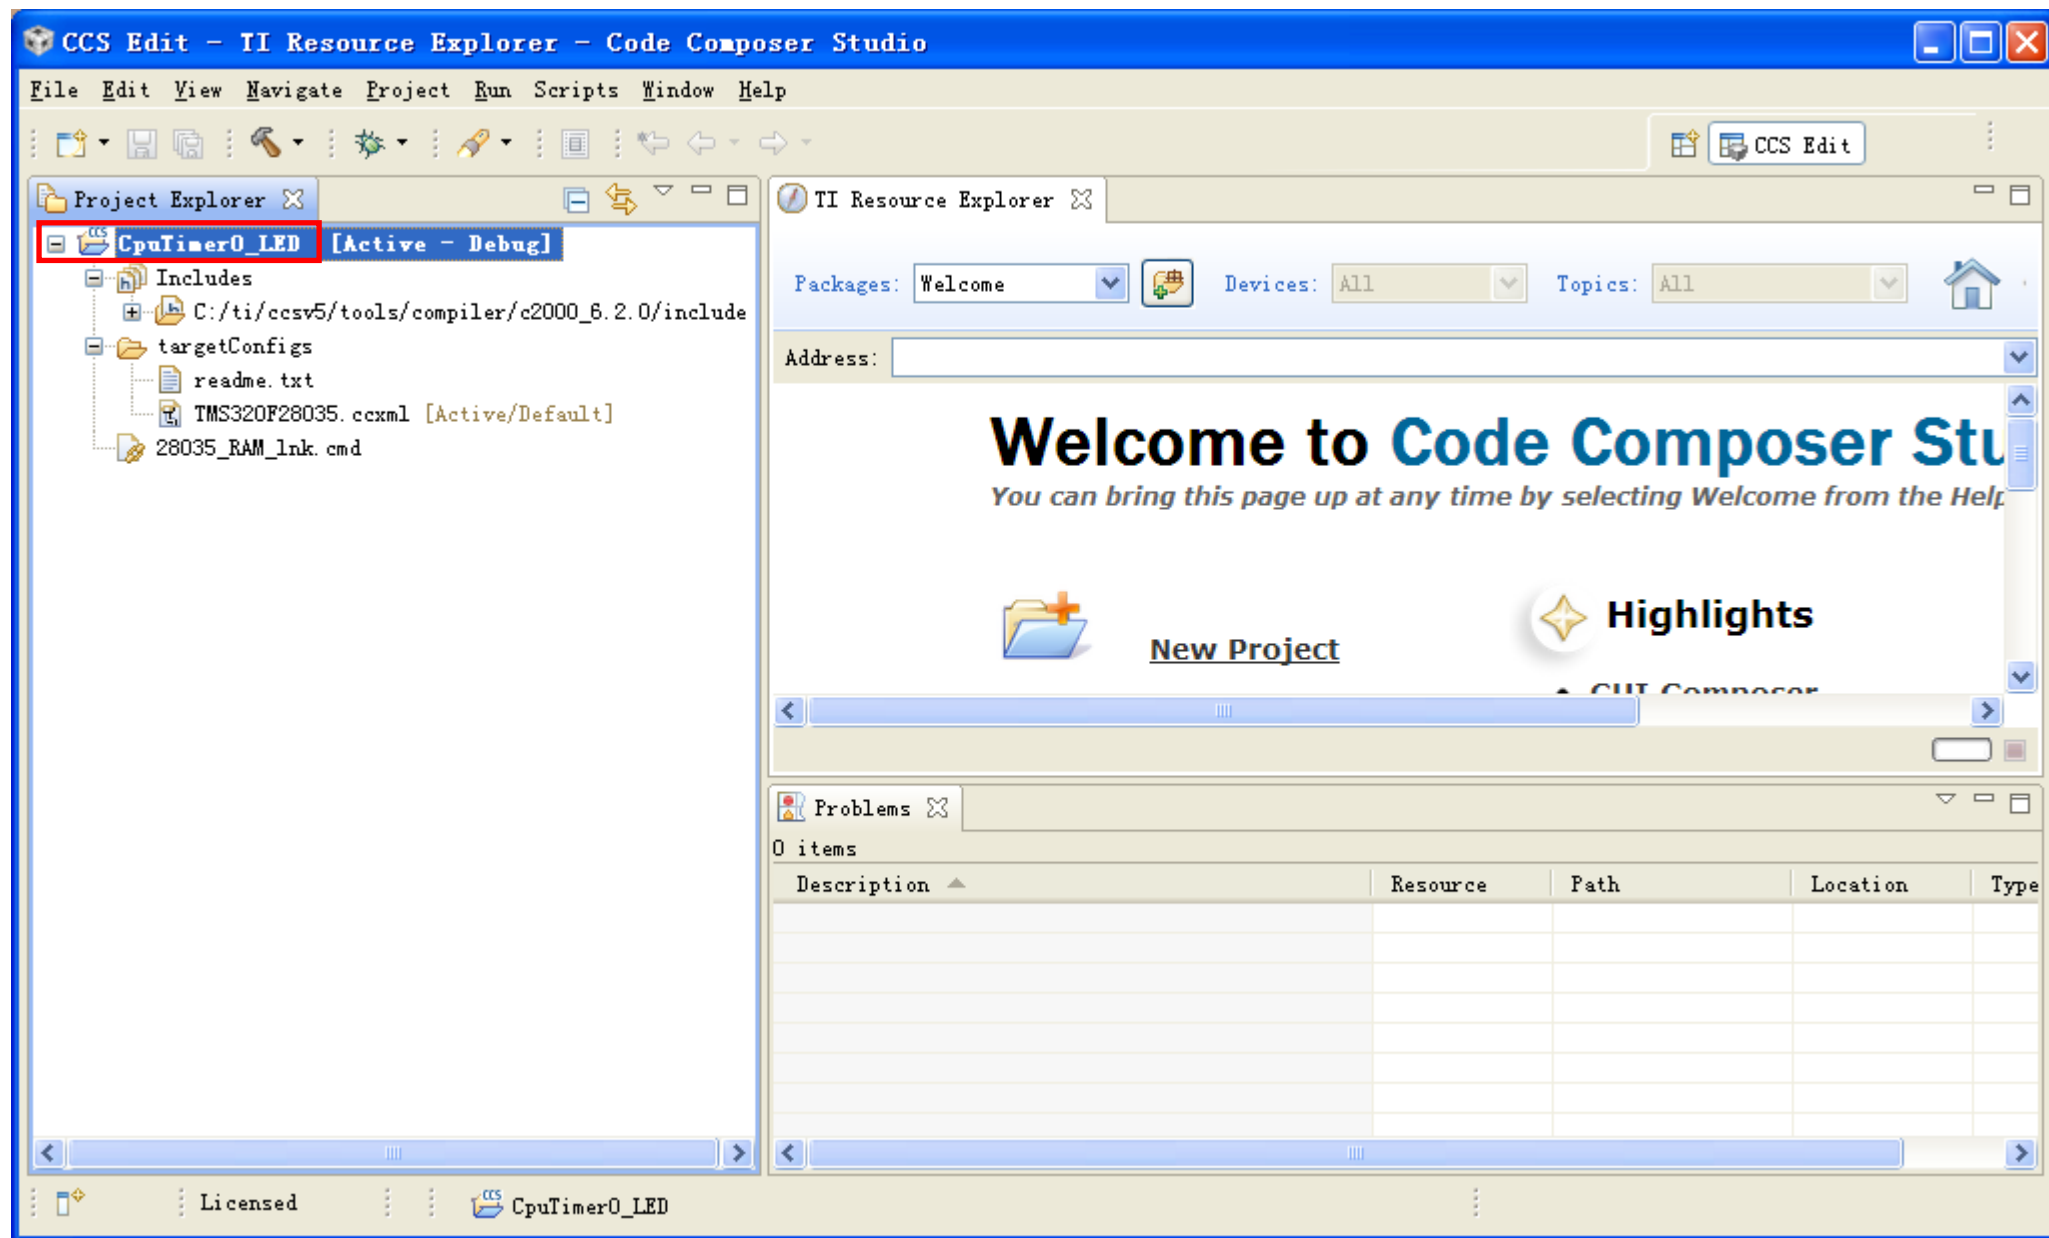 CCS Edit - TI Resource Explorer - Code Composer Studio
File Edit View Navigate Project Run Scripts Window Help
CCS Edit
Project Explorer
CpuTimer0_LED [Active - Debug]
Includes
C:/ti/ccsv5/tools/compiler/c2000_6.2.0/include
targetConfigs
readme.txt
TMS320F28035.ccxml [Active/Default]
28035_RAM_lnk.cmd
TI Resource Explorer
Packages: Welcome Devices: All Topics: All
Address:
Welcome to Code Composer Stu
You can bring this page up at any time by selecting Welcome from the Help
New Project
Highlights
• GUI Composer
Problems
0 items
Description Resource Path Location Type
Licensed
CpuTimer0_LED